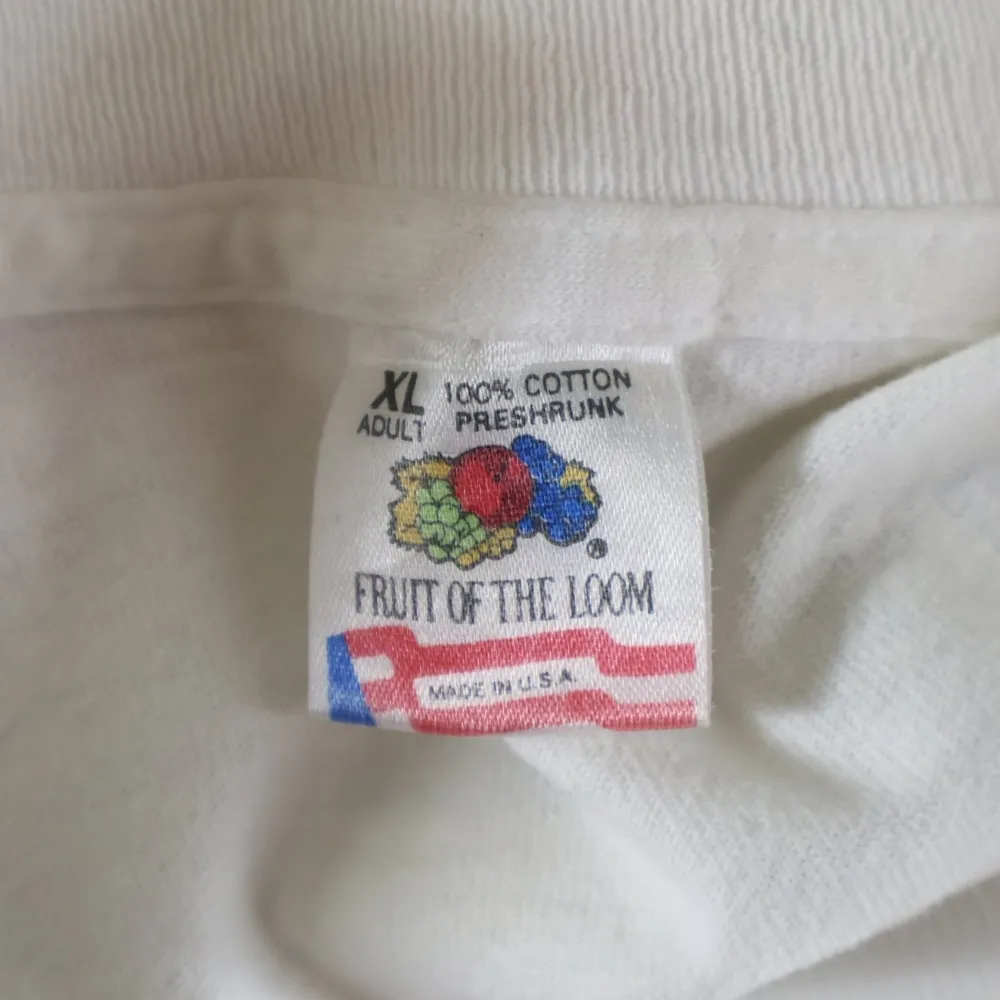 XL 100% COTTON
ADULT PRESHRUNK
®
FRUIT OF THE LOOM
MADE IN U.S.A.